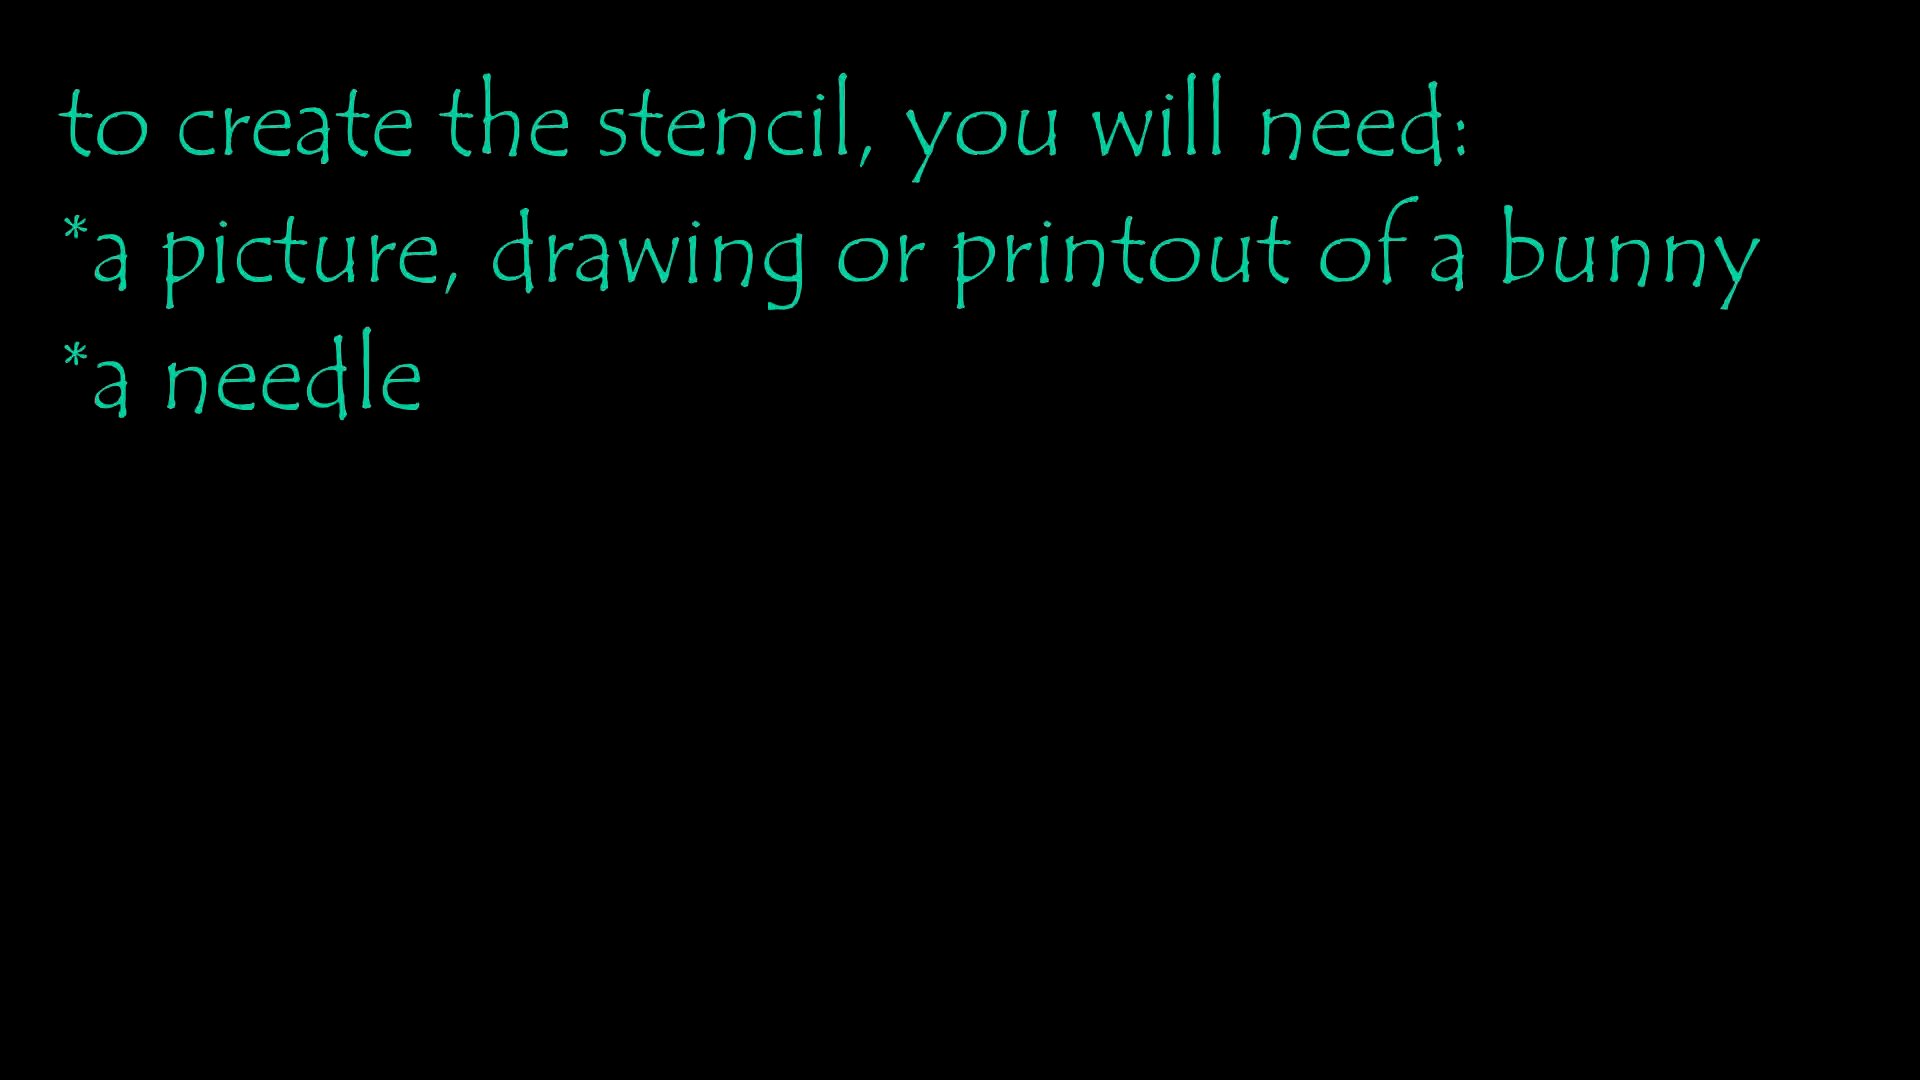 to create the stencil, you will need:
*a picture, drawing or printout of a bunny
*a needle